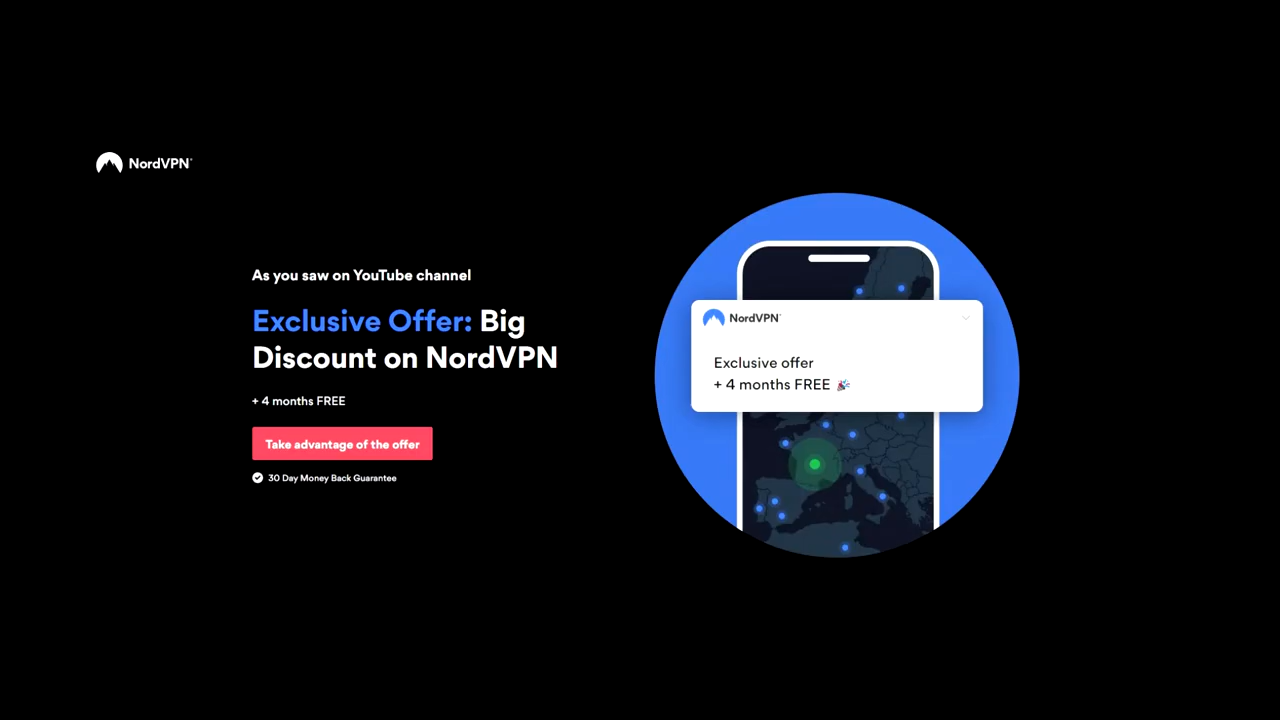 NordVPN®
As you saw on YouTube channel
Exclusive Offer: Big
Discount on NordVPN
+ 4 months FREE
Take advantage of the offer
30 Day Money Back Guarantee
NordVPN®
Exclusive offer
+ 4 months FREE 🎉